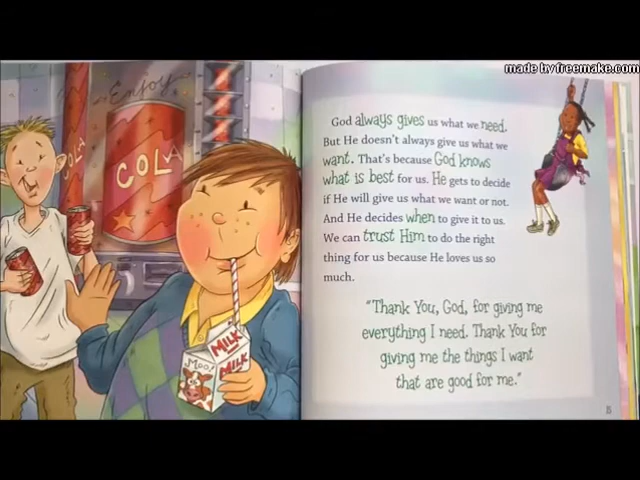 made by freemake.com
Enjoy
COLA
COLA
MILK
MILK
Moo!
God always gives us what we need.
But He doesn't always give us what we
want. That's because God knows
what is best for us. He gets to decide
if He will give us what we want or not.
And He decides when to give it to us.
We can trust Him to do the right
thing for us because He loves us so
much.
"Thank You, God, for giving me
everything I need. Thank You for
giving me the things I want
that are good for me."